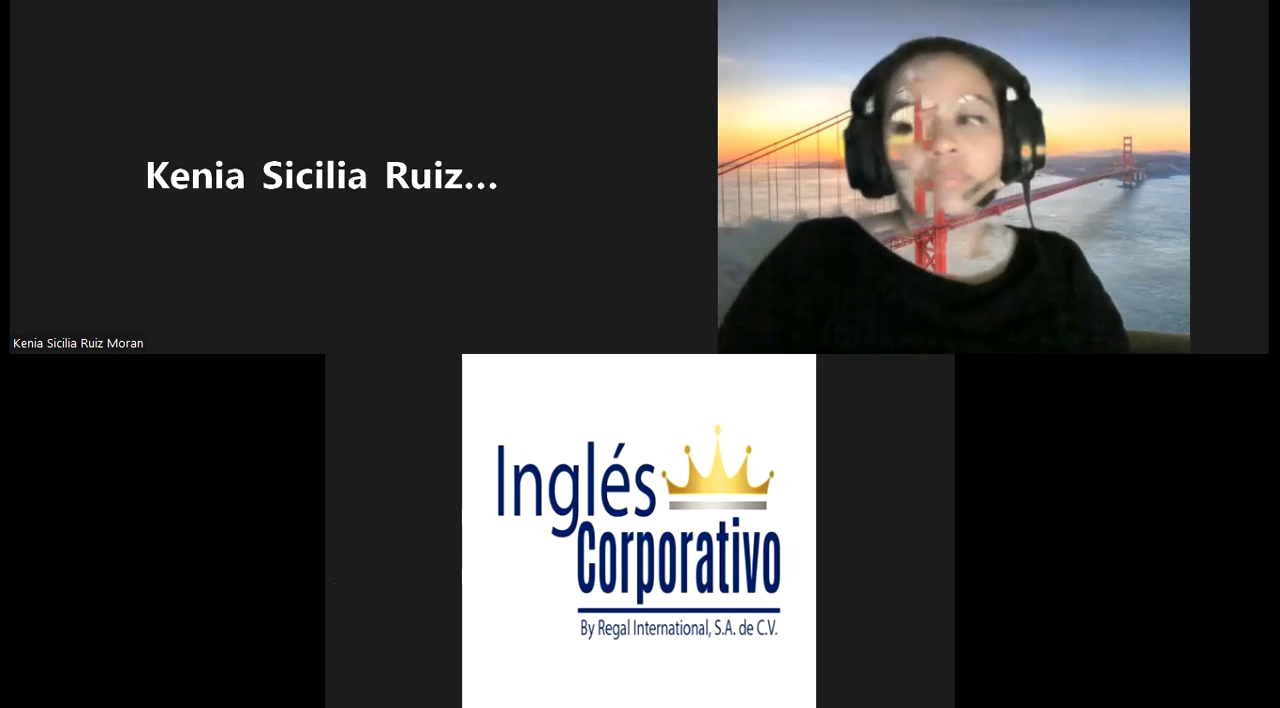 Kenia Sicilia Ruiz...
Kenia Sicilia Ruiz Moran
Inglés
Corporativo
By Regal International, S.A. de C.V.